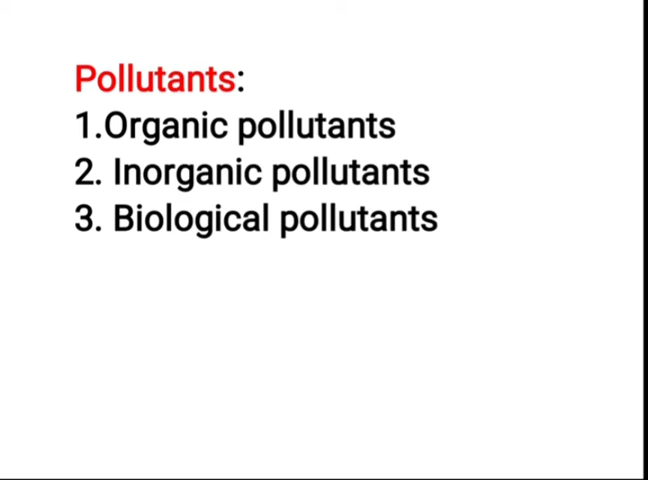 Pollutants:
1.Organic pollutants
2. Inorganic pollutants
3. Biological pollutants